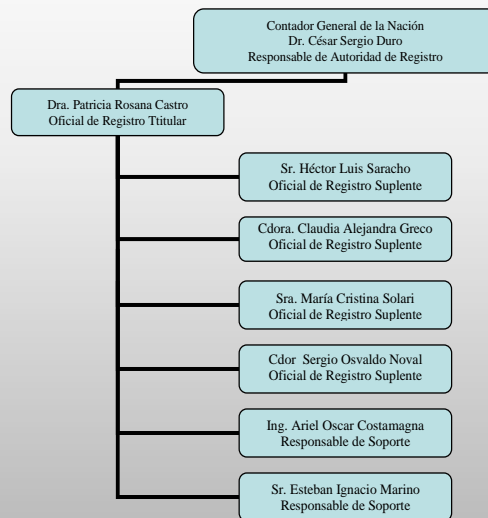 Contador General de la Nación
Dr. César Sergio Duro
Responsable de Autoridad de Registro
Dra. Patricia Rosana Castro
Oficial de Registro Ttitular
Sr. Héctor Luis Saracho
Oficial de Registro Suplente
Cdora. Claudia Alejandra Greco
Oficial de Registro Suplente
Sra. María Cristina Solari
Oficial de Registro Suplente
Cdor Sergio Osvaldo Noval
Oficial de Registro Suplente
Ing. Ariel Oscar Costamagna
Responsable de Soporte
Sr. Esteban Ignacio Marino
Responsable de Soporte